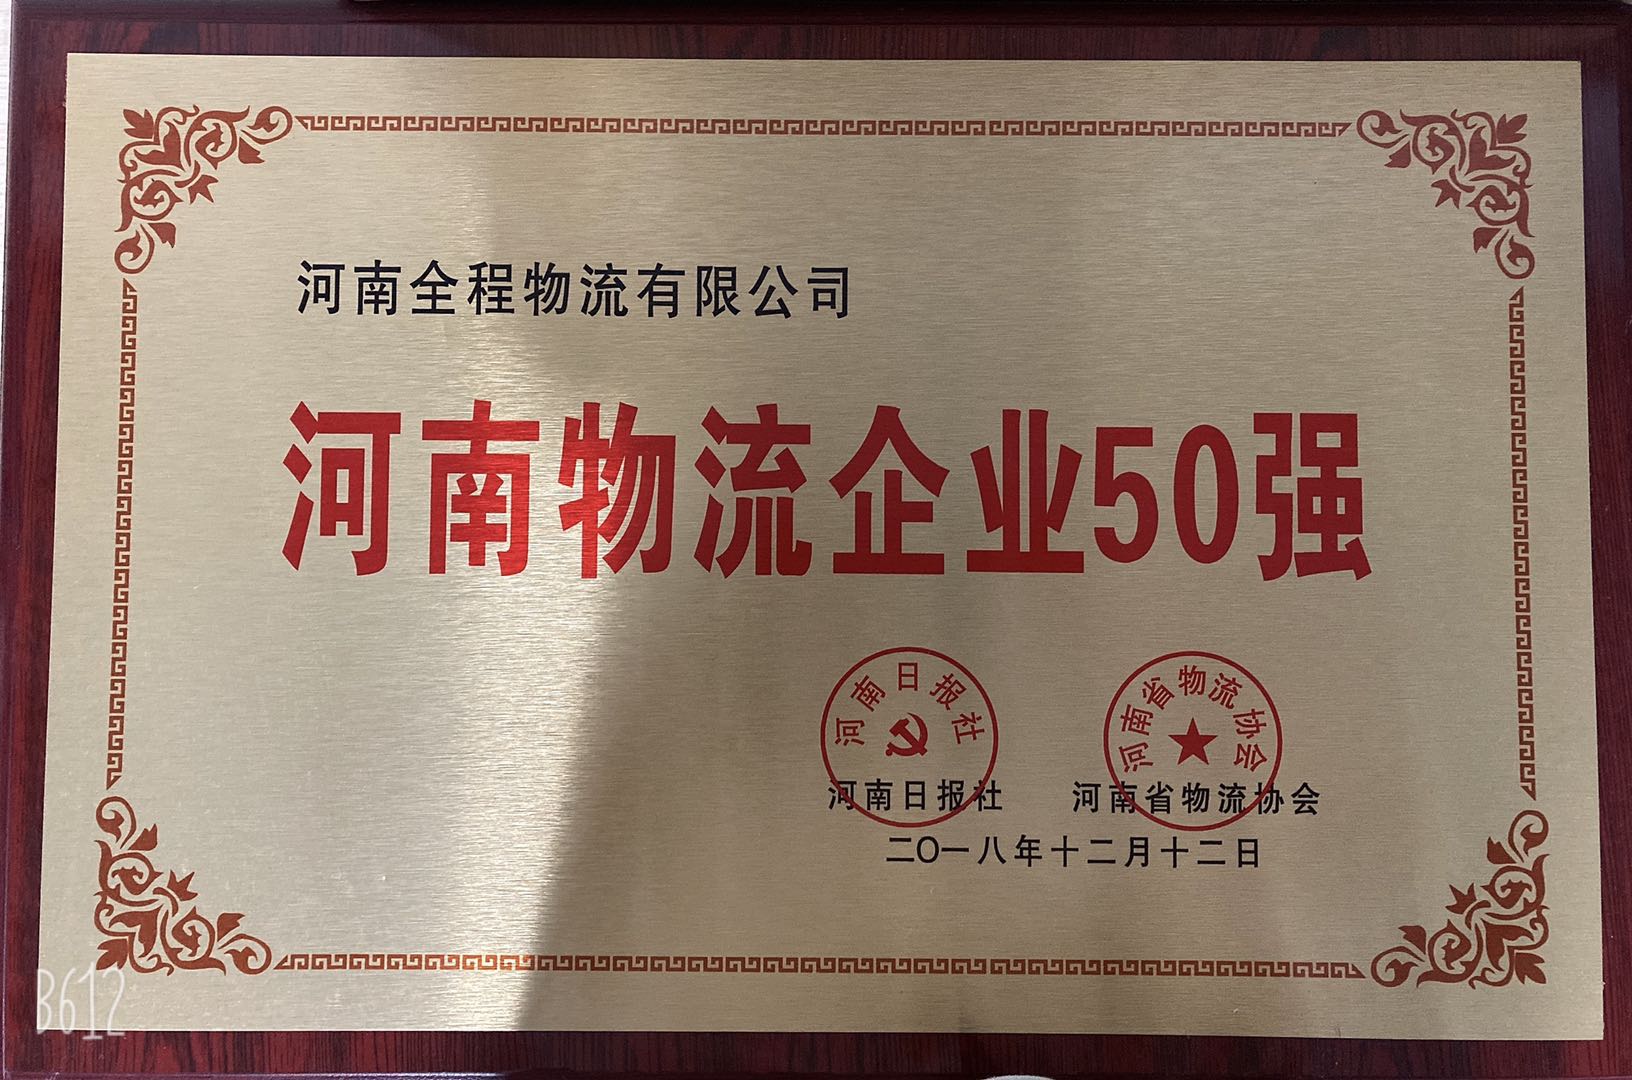 河南全程物流有限公司
河南物流企业50强
河南日报社
河南省物流协会
河南日报社 河南省物流协会
二〇一八年十二月十二日
B612